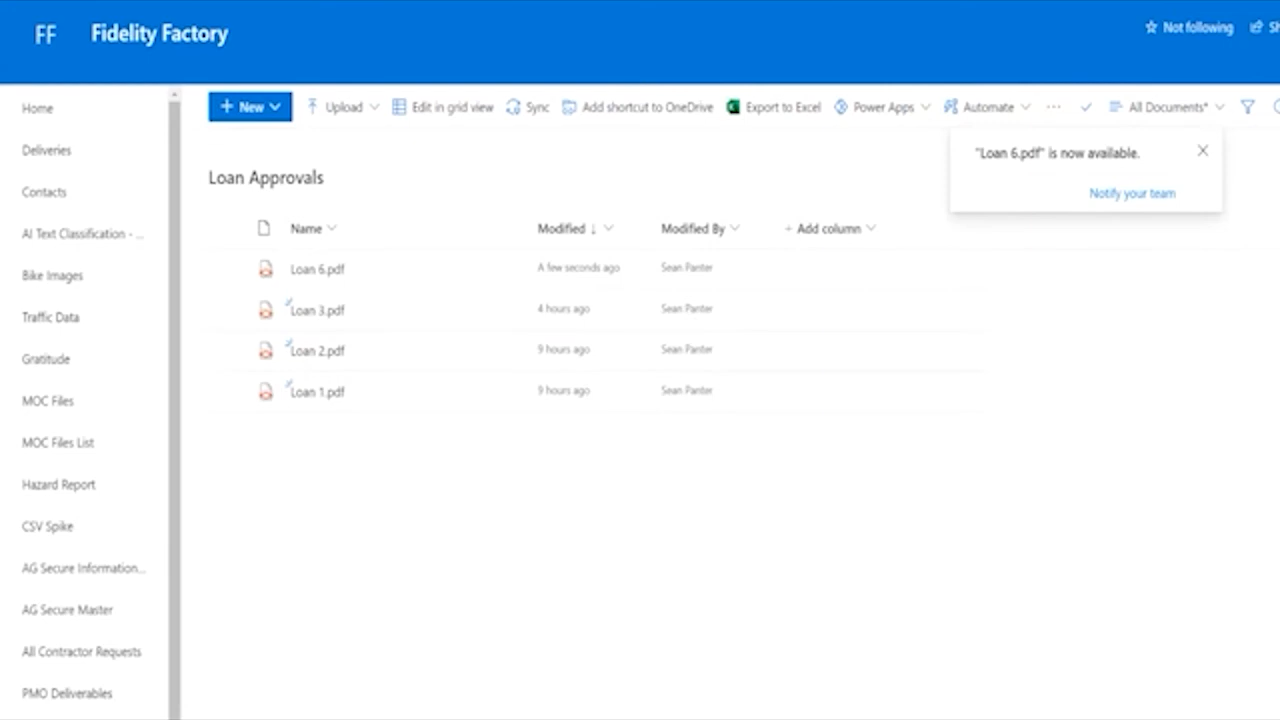 FF Fidelity Factory
Not following
Home
Deliveries
Contacts
AI Text Classification - ...
Bike Images
Traffic Data
Gratitude
MOC Files
MOC Files List
Hazard Report
CSV Spike
AG Secure Information...
AG Secure Master
All Contractor Requests
PMO Deliverables
+ New Upload Edit in grid view Sync Add shortcut to OneDrive Export to Excel Power Apps Automate ... All Documents*
"Loan 6.pdf" is now available.
Notify your team
Loan Approvals
Name Modified ↓ Modified By + Add column
Loan 6.pdf A few seconds ago Sean Panter
Loan 3.pdf 4 hours ago Sean Panter
Loan 2.pdf 9 hours ago Sean Panter
Loan 1.pdf 9 hours ago Sean Panter